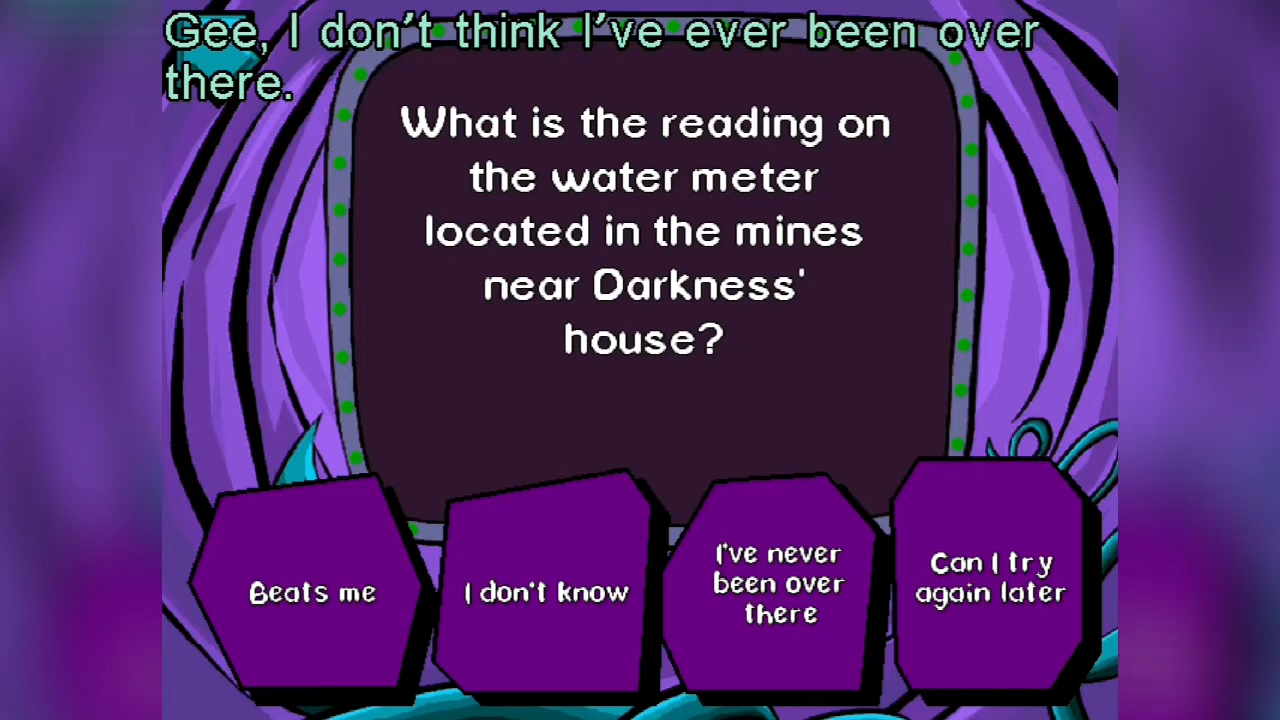 Gee, I don't think I've ever been over
there.
What is the reading on
the water meter
located in the mines
near Darkness'
house?
Beats me
I don't know
I've never
been over
there
Can I try
again later